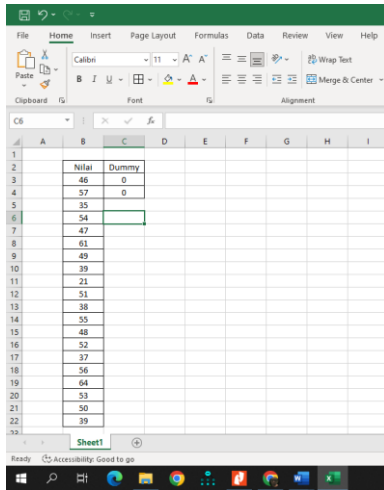 File Home Insert Page Layout Formulas Data Review View Help
Paste
Calibri 11 A^ A˅ Wrap Text
B I U A Merge & Center
Clipboard Font Alignment
C6 fx
A B C D E F G H I
1
2 Nilai Dummy
3 46 0
4 57 0
5 35
6 54
7 47
8 61
9 49
10 39
11 21
12 51
13 38
14 55
15 48
16 52
17 37
18 56
19 64
20 53
21 50
22 39
23
Sheet1
Ready Accessibility: Good to go